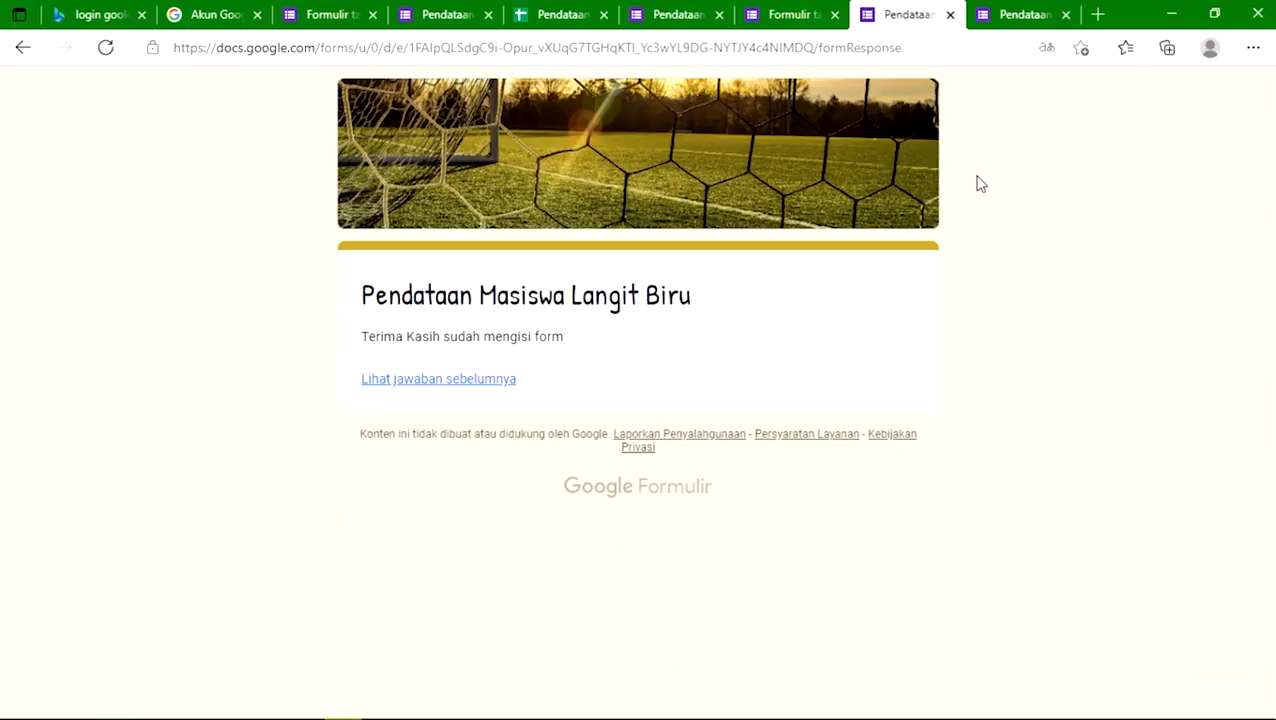 login goo
Akun Goo
Formulir ta
Pendataan
Pendataan
Pendataan
Formulir ta
Pendataan
Pendataan
https://docs.google.com/forms/u/0/d/e/1FAIpQLSdgC9i-Opur_vXUqG7TGHqKTI_Yc3wYL9DG-NYTJY4c4NIMDQ/formResponse
Pendataan Masiswa Langit Biru
Terima Kasih sudah mengisi form
Lihat jawaban sebelumnya
Konten ini tidak dibuat atau didukung oleh Google. Laporkan Penyalahgunaan - Persyaratan Layanan - Kebijakan
Privasi
Google Formulir